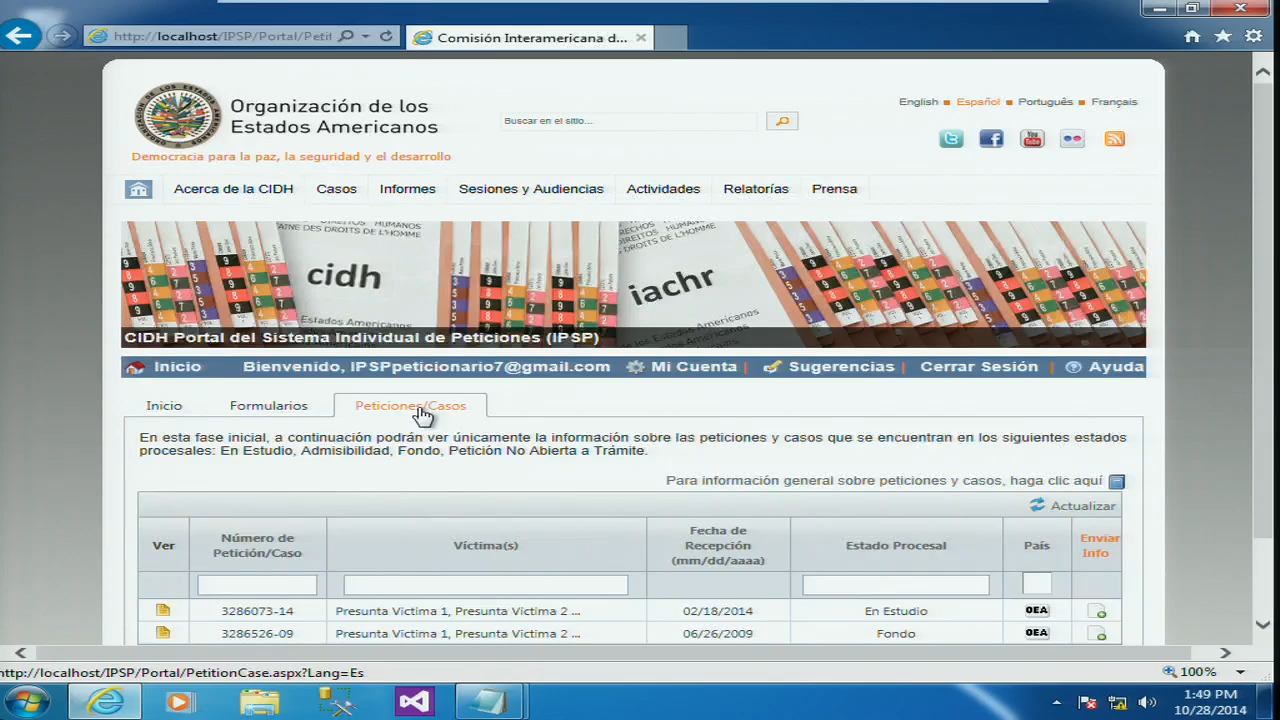 http://localhost/IPSP/Portal/Petit
Comisión Interamericana d...
Organización de los
Estados Americanos
Democracia para la paz, la seguridad y el desarrollo
Buscar en el sitio...
English Español Português Français
Acerca de la CIDH Casos Informes Sesiones y Audiencias Actividades Relatorías Prensa
cidh
iachr
Estados Americanos
CIDH Portal del Sistema Individual de Peticiones (IPSP)
Inicio Bienvenido, IPSPpeticionario7@gmail.com Mi Cuenta | Sugerencias | Cerrar Sesión | Ayuda
Inicio Formularios Peticiones/Casos
En esta fase inicial, a continuación podrán ver únicamente la información sobre las peticiones y casos que se encuentran en los siguientes estados
procesales: En Estudio, Admisibilidad, Fondo, Petición No Abierta a Trámite.
Para información general sobre peticiones y casos, haga clic aquí
Actualizar
Ver Número de Petición/Caso Víctima(s) Fecha de Recepción (mm/dd/aaaa) Estado Procesal País Enviar Info
3286073-14 Presunta Victima 1, Presunta Victima 2 ... 02/18/2014 En Estudio OEA
3286526-09 Presunta Victima 1, Presunta Victima 2 ... 06/26/2009 Fondo OEA
http://localhost/IPSP/Portal/PetitionCase.aspx?Lang=Es
100%
1:49 PM
10/28/2014